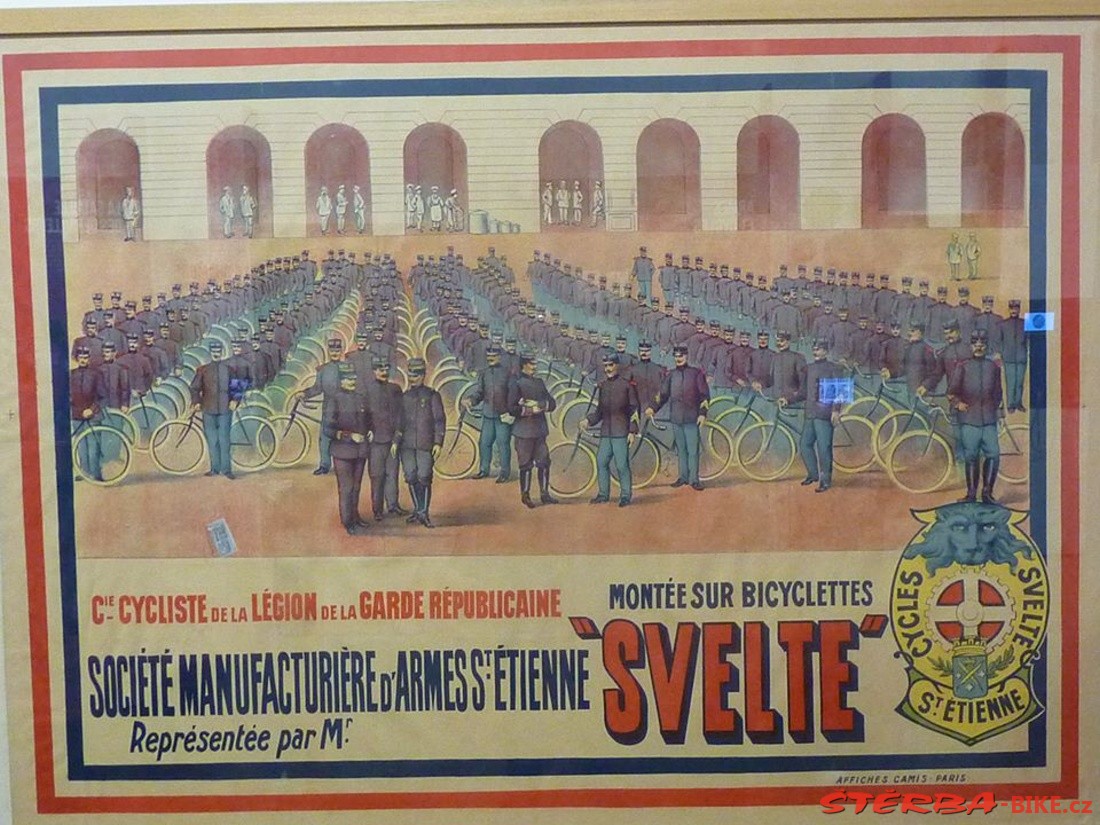 CIE CYCLISTE DE LA LÉGION DE LA GARDE RÉPUBLICAINE
MONTÉE SUR BICYCLETTES
"SVELTE"
SOCIÉTÉ MANUFACTURIÈRE D'ARMES ST ÉTIENNE
Représentée par Mr.
CYCLES SVELTE
ST ÉTIENNE
AFFICHES CAMIS - PARIS
ŠTĚRBA-BIKE.cz